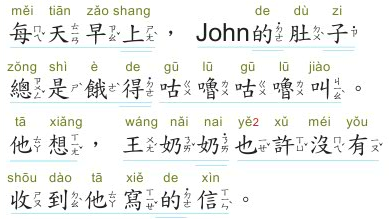 měi tiān zǎo shang de dù zi
每天早上，John的肚子
zǒng shì è de gū lū gū lū jiào
總是餓得咕嚕咕嚕叫。
tā xiǎng wáng nǎi nai yě2 xǔ méi yǒu
他想，王奶奶也許沒有
shōu dào tā xiě de xìn
收到他寫的信。